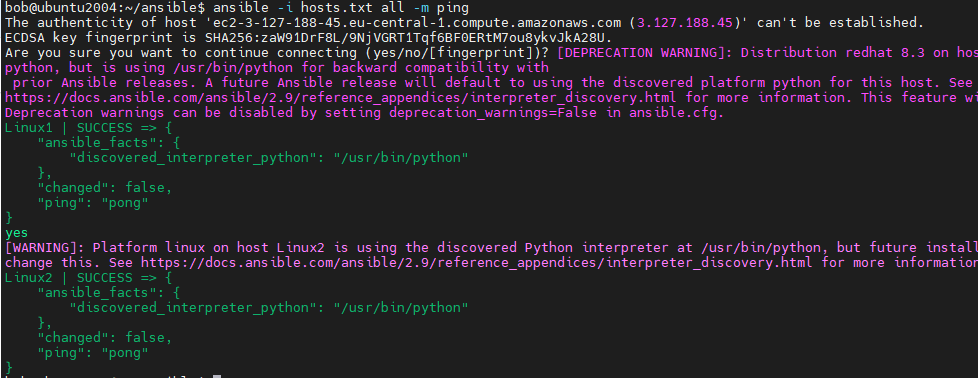 bob@ubuntu2004:~/ansible$ ansible -i hosts.txt all -m ping
The authenticity of host 'ec2-3-127-188-45.eu-central-1.compute.amazonaws.com (3.127.188.45)' can't be established.
ECDSA key fingerprint is SHA256:zaW91DrF8L/9NjVGRT1Tqf6BF0ERtM7ou8ykvJkA28U.
Are you sure you want to continue connecting (yes/no/[fingerprint])? [DEPRECATION WARNING]: Distribution redhat 8.3 on hos
python, but is using /usr/bin/python for backward compatibility with
 prior Ansible releases. A future Ansible release will default to using the discovered platform python for this host. See
https://docs.ansible.com/ansible/2.9/reference_appendices/interpreter_discovery.html for more information. This feature wi
Deprecation warnings can be disabled by setting deprecation_warnings=False in ansible.cfg.
Linux1 | SUCCESS => {
    "ansible_facts": {
        "discovered_interpreter_python": "/usr/bin/python"
    },
    "changed": false,
    "ping": "pong"
}
yes
[WARNING]: Platform linux on host Linux2 is using the discovered Python interpreter at /usr/bin/python, but future instal
change this. See https://docs.ansible.com/ansible/2.9/reference_appendices/interpreter_discovery.html for more information
Linux2 | SUCCESS => {
    "ansible_facts": {
        "discovered_interpreter_python": "/usr/bin/python"
    },
    "changed": false,
    "ping": "pong"
}